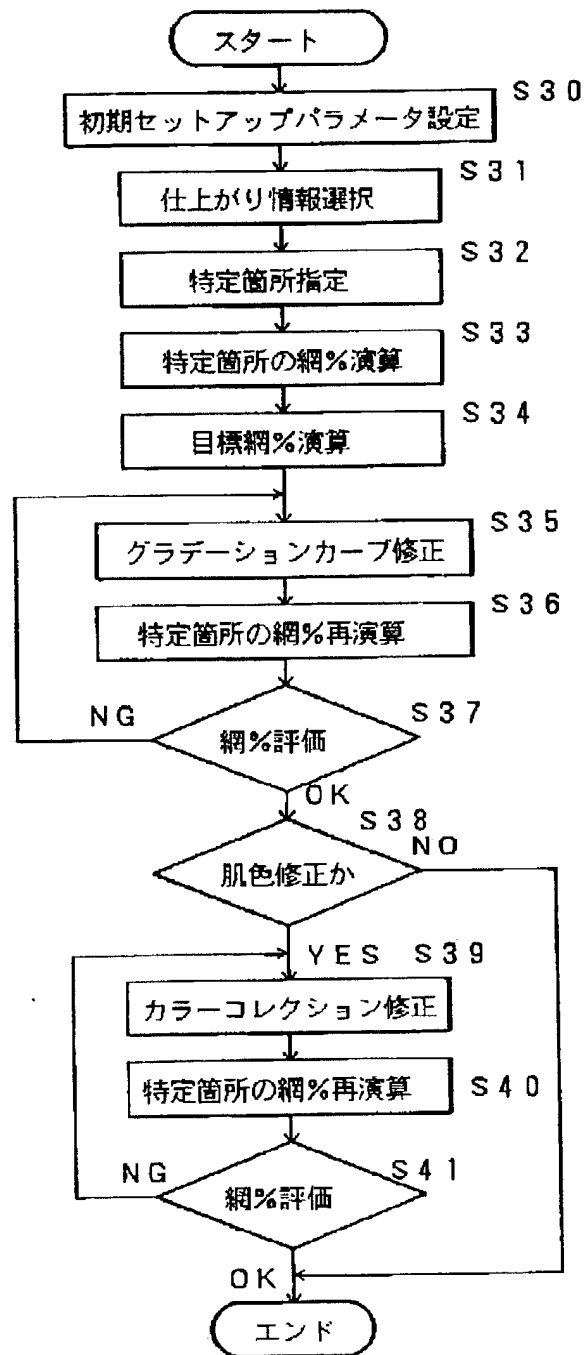 スタート
S30
初期セットアップパラメータ設定
S31
仕上がり情報選択
S32
特定箇所指定
S33
特定箇所の網％演算
S34
目標網％演算
S35
グラデーションカーブ修正
S36
特定箇所の網％再演算
NG
S37
網％評価
OK
S38
NO
肌色修正か
YES S39
カラーコレクション修正
特定箇所の網％再演算 S40
NG
S41
網％評価
OK
エンド